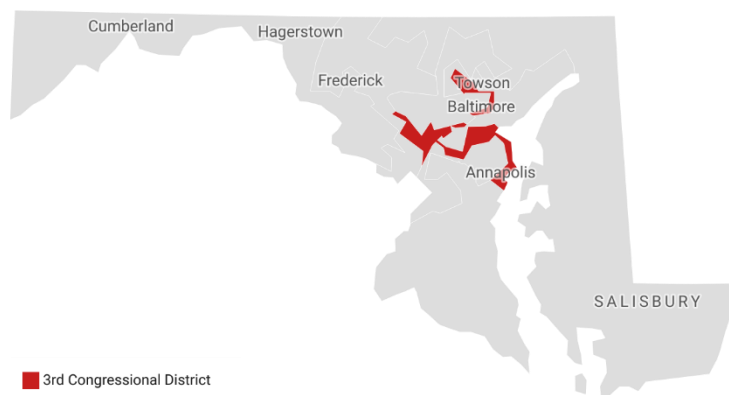 Cumberland
Hagerstown
Frederick
Towson
Baltimore
Annapolis
SALISBURY
3rd Congressional District